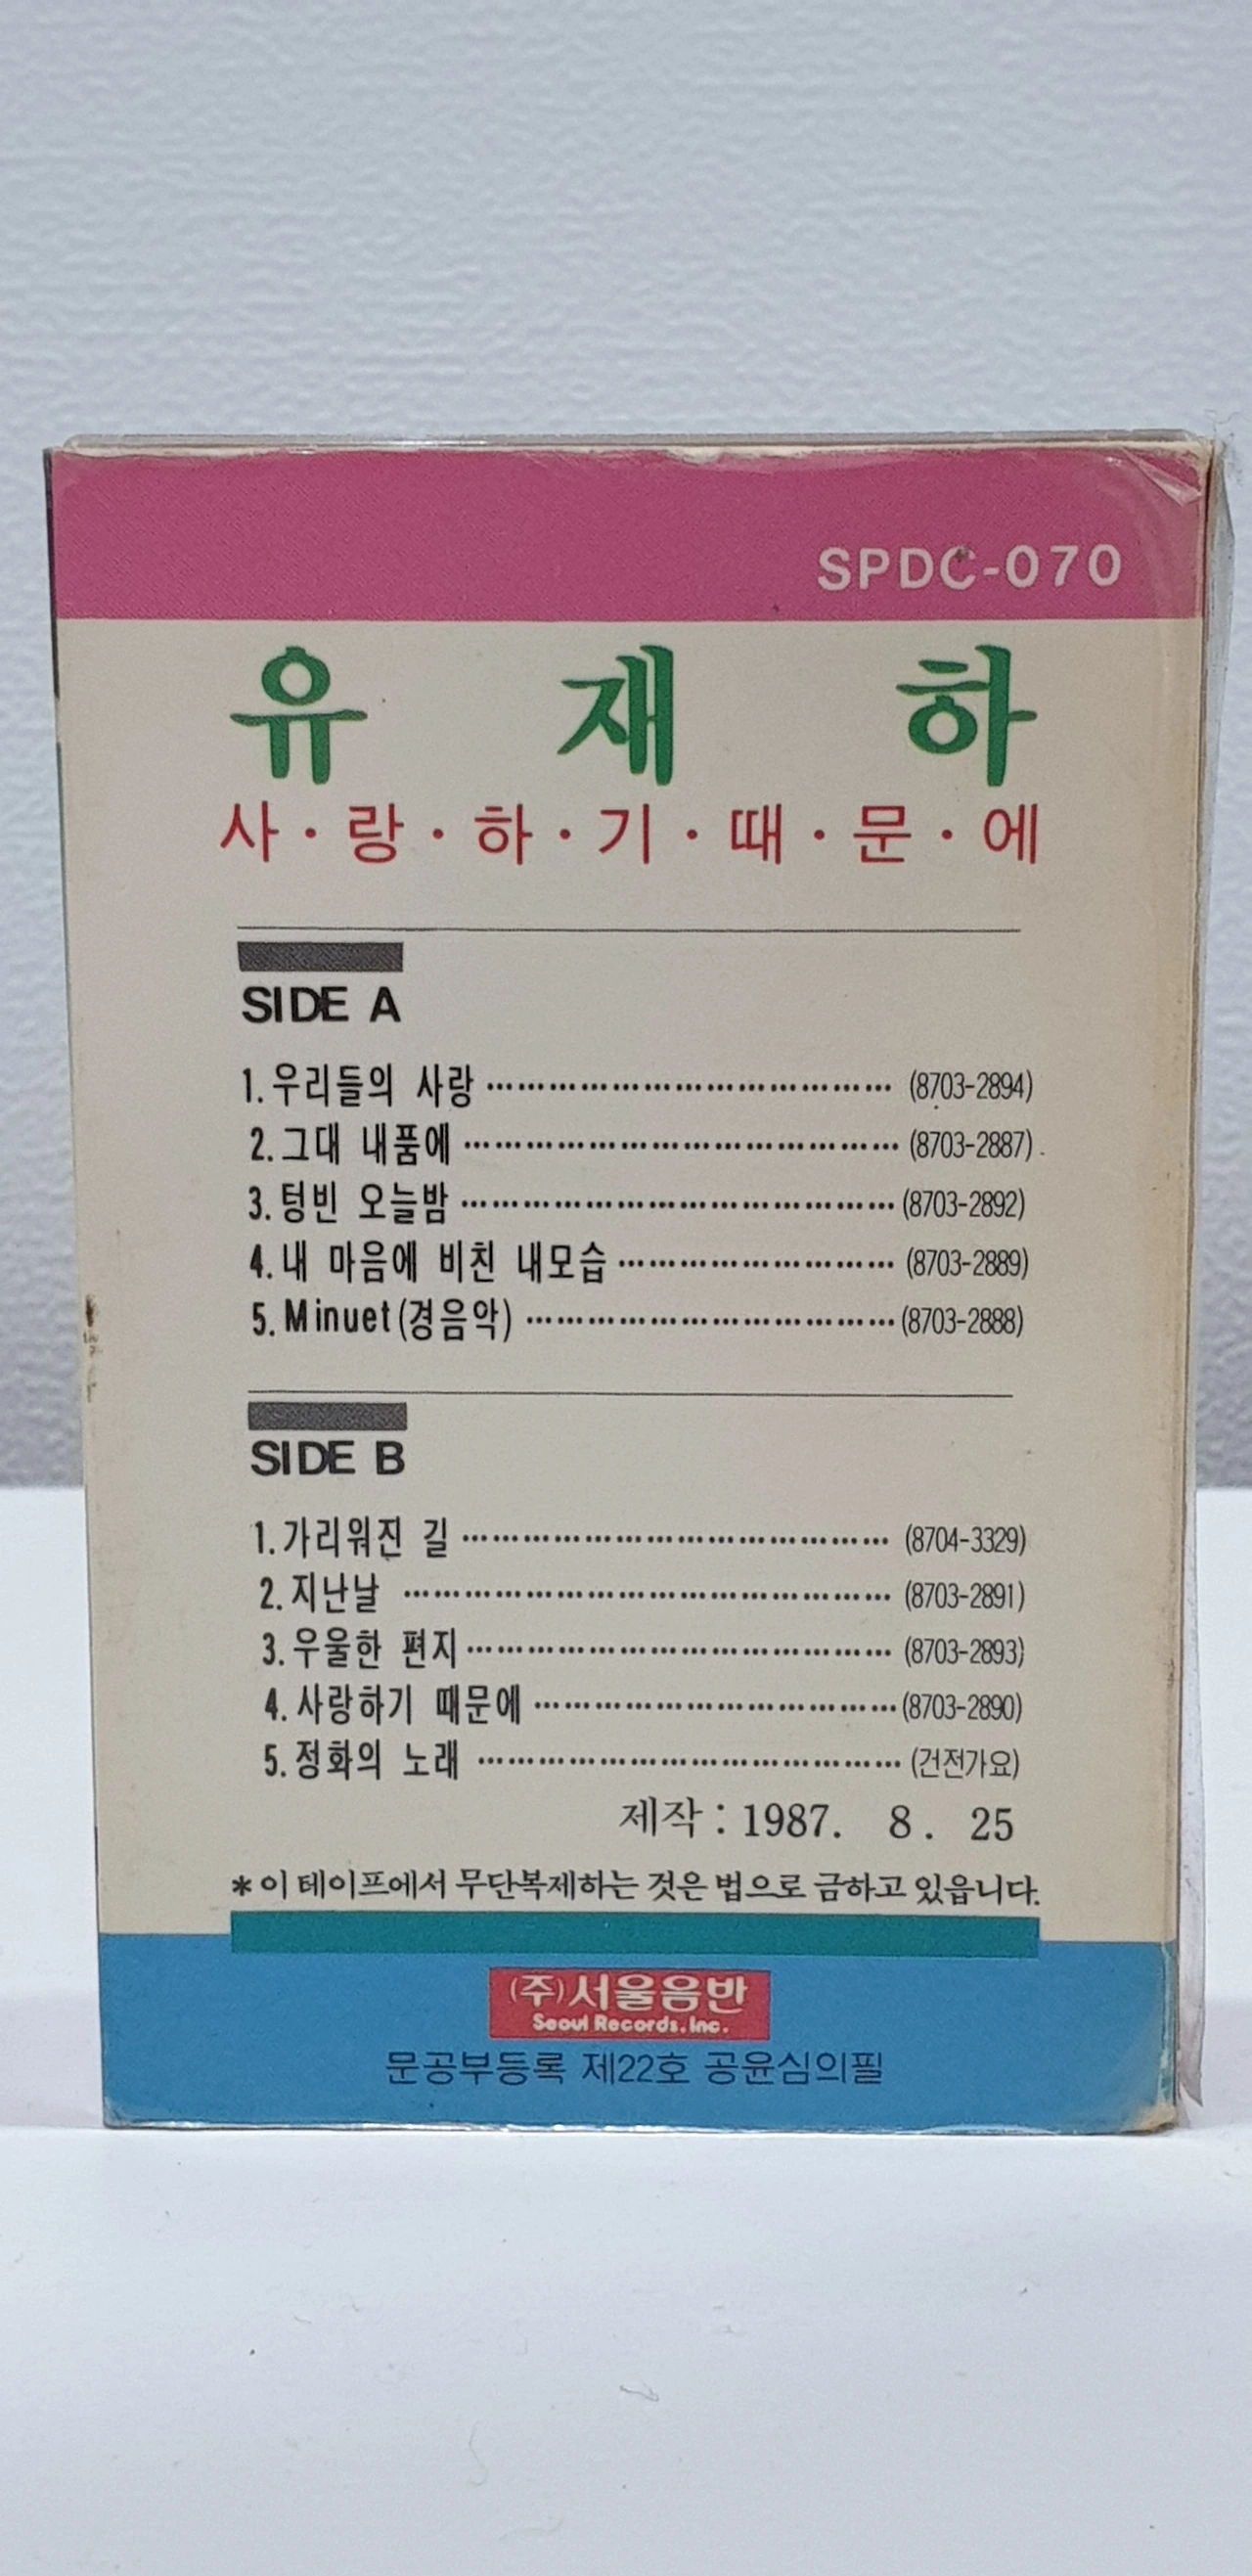 SPDC-070
유 재 하
사·랑·하·기·때·문·에
SIDE A
1.우리들의 사랑 ……………………………… (8703-2894)
2.그대 내품에 ……………………………… (8703-2887)
3.텅빈 오늘밤 ……………………………… (8703-2892)
4.내 마음에 비친 내모습 ……………………… (8703-2889)
5.Minuet(경음악) ……………………………… (8703-2888)
SIDE B
1.가리워진 길 ……………………………… (8704-3329)
2.지난날 ……………………………… (8703-2891)
3.우울한 편지 ……………………………… (8703-2893)
4.사랑하기 때문에 ……………………………… (8703-2890)
5.정화의 노래 ……………………………… (건전가요)
제작 : 1987. 8. 25
*이 테이프에서 무단복제하는 것은 법으로 금하고 있읍니다.
(주)서울음반
Seoul Records.Inc.
문공부등록 제22호 공윤심의필